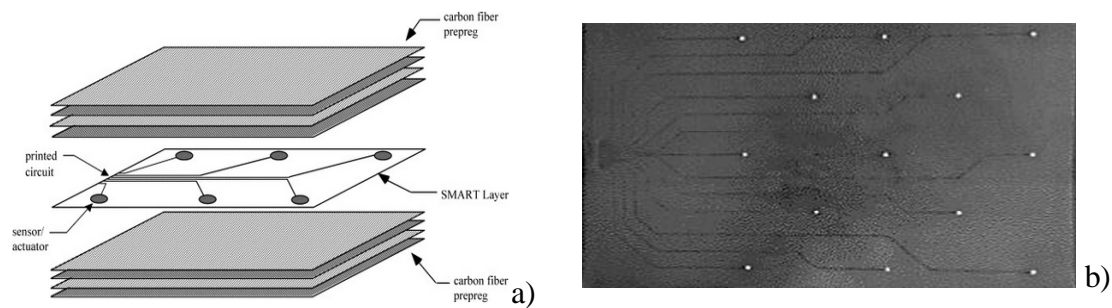 carbon fiber
prepreg
printed
circuit
SMART Layer
sensor/
actuator
carbon fiber
prepreg
a)
b)